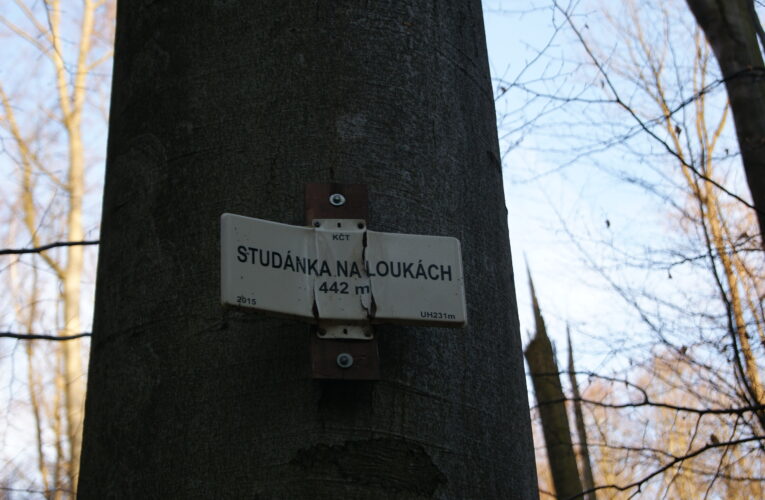 KČT
STUDÁNKA NA LOUKÁCH
442 m
2015
UH231m